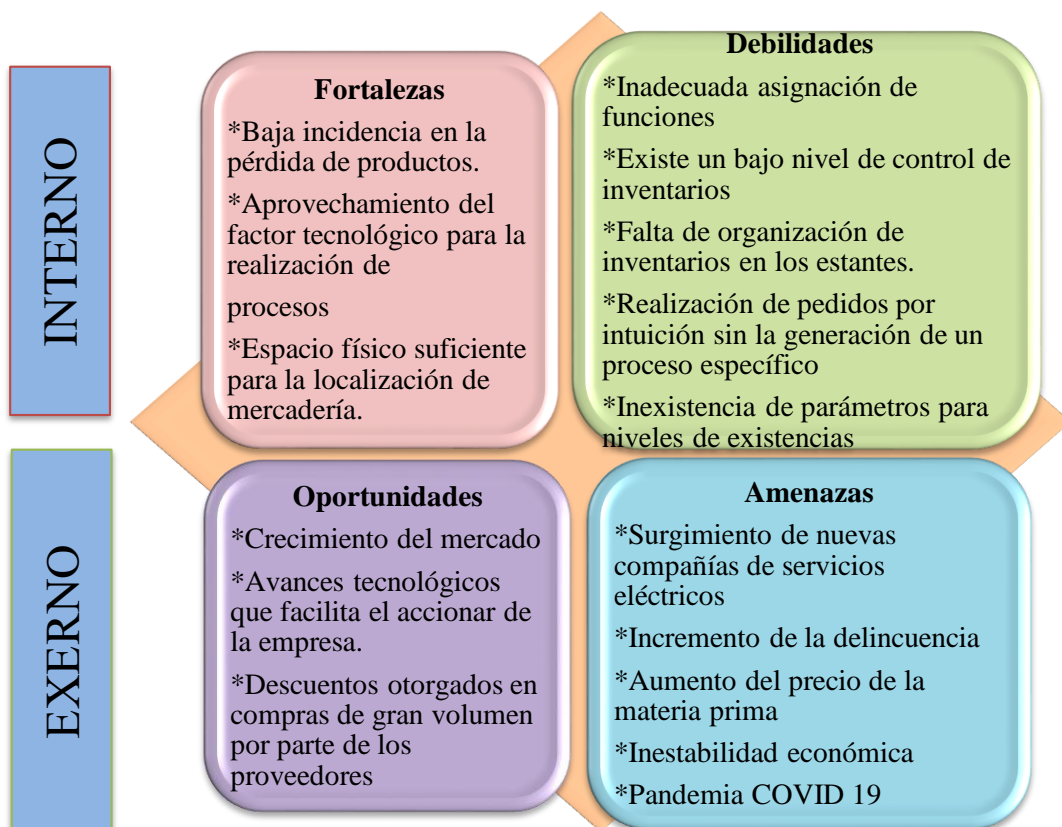 INTERNO
Fortalezas
*Baja incidencia en la
pérdida de productos.
*Aprovechamiento del
factor tecnológico para la
realización de
procesos
*Espacio físico suficiente
para la localización de
mercadería.
Debilidades
*Inadecuada asignación de
funciones
*Existe un bajo nivel de control de
inventarios
*Falta de organización de
inventarios en los estantes.
*Realización de pedidos por
intuición sin la generación de un
proceso específico
*Inexistencia de parámetros para
niveles de existencias
EXERNO
Oportunidades
*Crecimiento del mercado
*Avances tecnológicos
que facilita el accionar de
la empresa.
*Descuentos otorgados en
compras de gran volumen
por parte de los
proveedores
Amenazas
*Surgimiento de nuevas
compañías de servicios
eléctricos
*Incremento de la delincuencia
*Aumento del precio de la
materia prima
*Inestabilidad económica
*Pandemia COVID 19